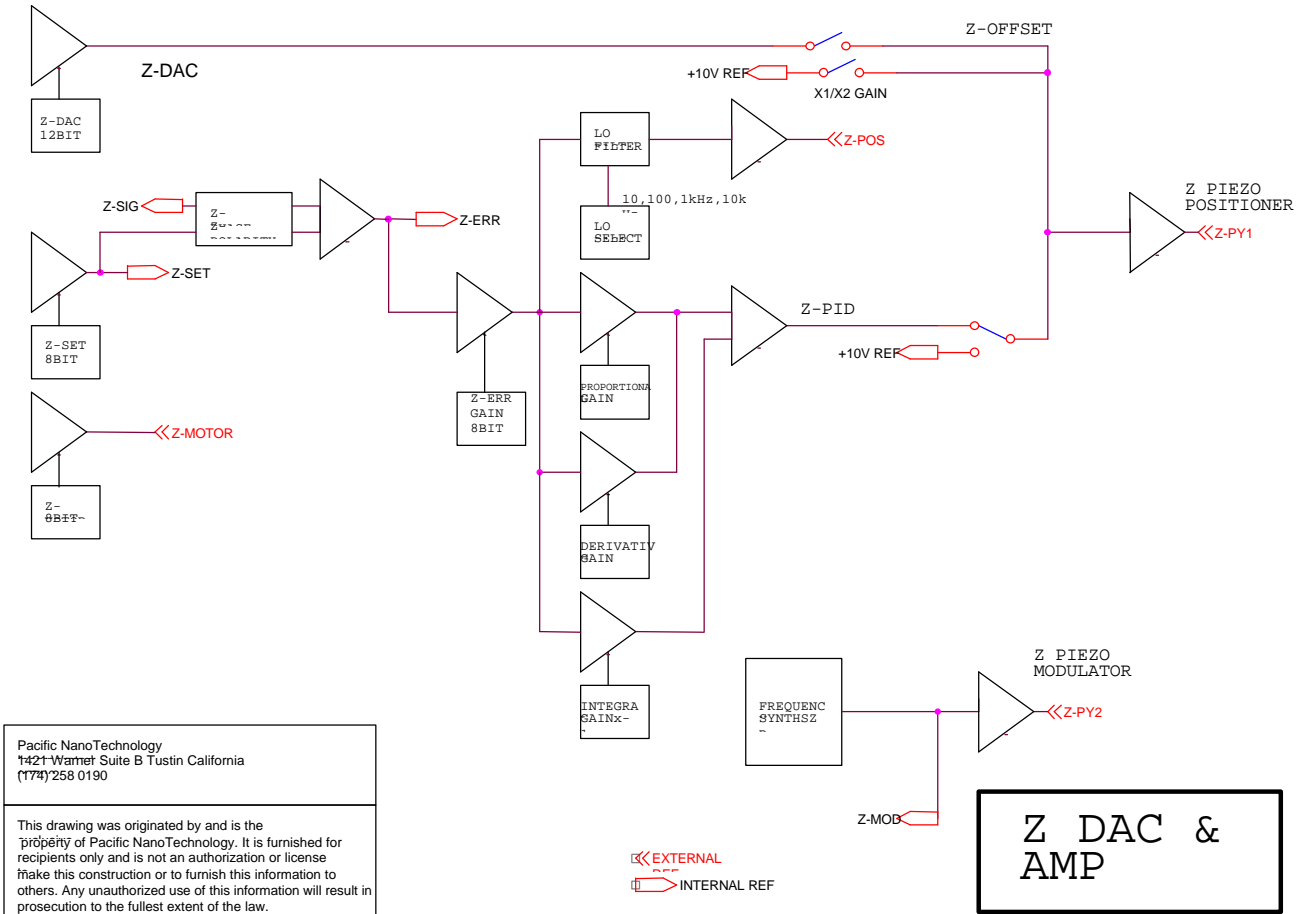 Z-OFFSET
Z-DAC
+10V REF
X1/X2 GAIN
Z-DAC
12BIT
LO
FILTER
Z-POS
Z PIEZO
POSITIONER
10,100,1kHz,10k
Z-SIG
Z-
Z-ERR
LO
SELECT
Z-PY1
Z-SET
Z-PID
Z-SET
8BIT
+10V REF
PROPORTIONA
GAIN
Z-ERR
GAIN
8BIT
Z-MOTOR
Z-
8BIT-
DERIVATIV
GAIN
Z PIEZO
MODULATOR
INTEGRA
GAINx-
FREQUENC
SYNTHSZ
Z-PY2
Pacific NanoTechnology
1421 Warner Suite B Tustin California
(174) 258 0190
Z-MOD
Z DAC &
AMP
This drawing was originated by and is the
property of Pacific NanoTechnology. It is furnished for
recipients only and is not an authorization or license
make this construction or to furnish this information to
others. Any unauthorized use of this information will result in
prosecution to the fullest extent of the law.
EXTERNAL
INTERNAL REF